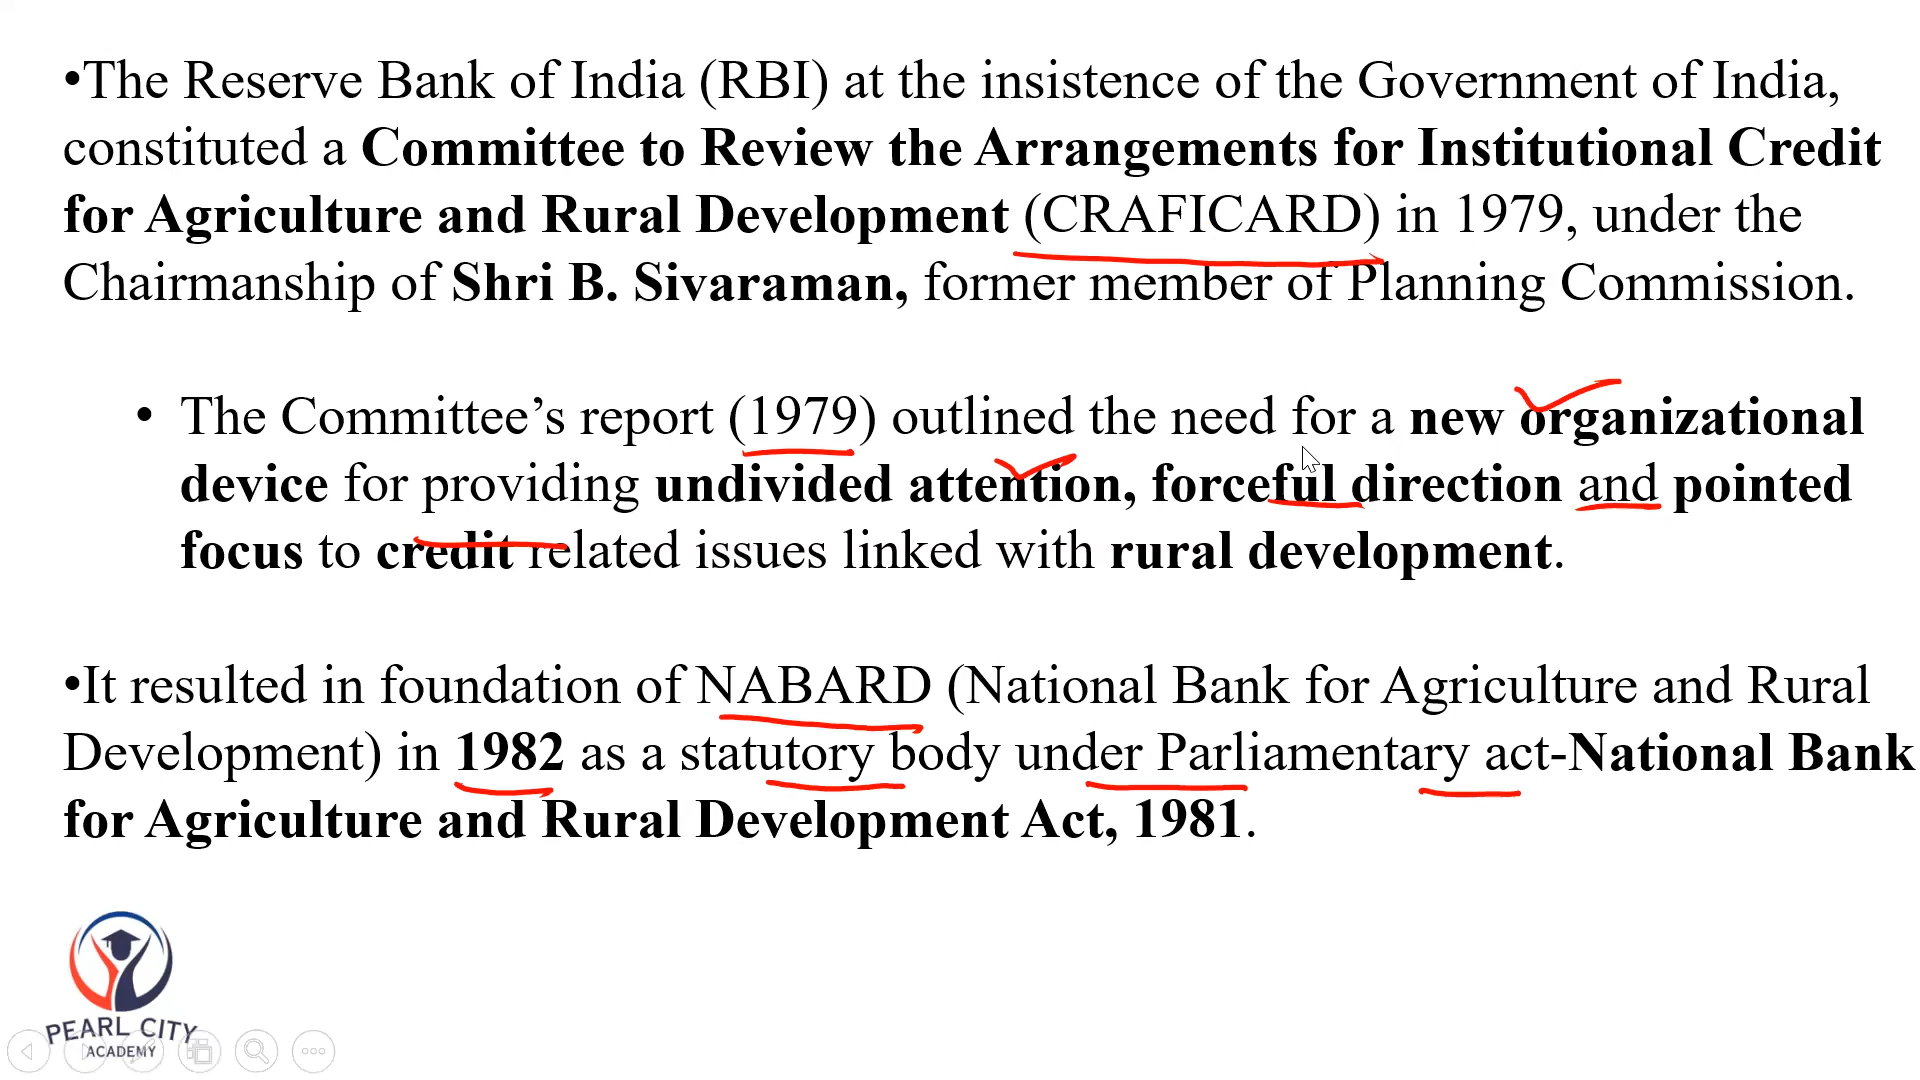 •The Reserve Bank of India (RBI) at the insistence of the Government of India,
constituted a Committee to Review the Arrangements for Institutional Credit
for Agriculture and Rural Development (CRAFICARD) in 1979, under the
Chairmanship of Shri B. Sivaraman, former member of Planning Commission.
• The Committee’s report (1979) outlined the need for a new organizational
device for providing undivided attention, forceful direction and pointed
focus to credit related issues linked with rural development.
•It resulted in foundation of NABARD (National Bank for Agriculture and Rural
Development) in 1982 as a statutory body under Parliamentary act-National Bank
for Agriculture and Rural Development Act, 1981.
PEARL CITY
ACADEMY